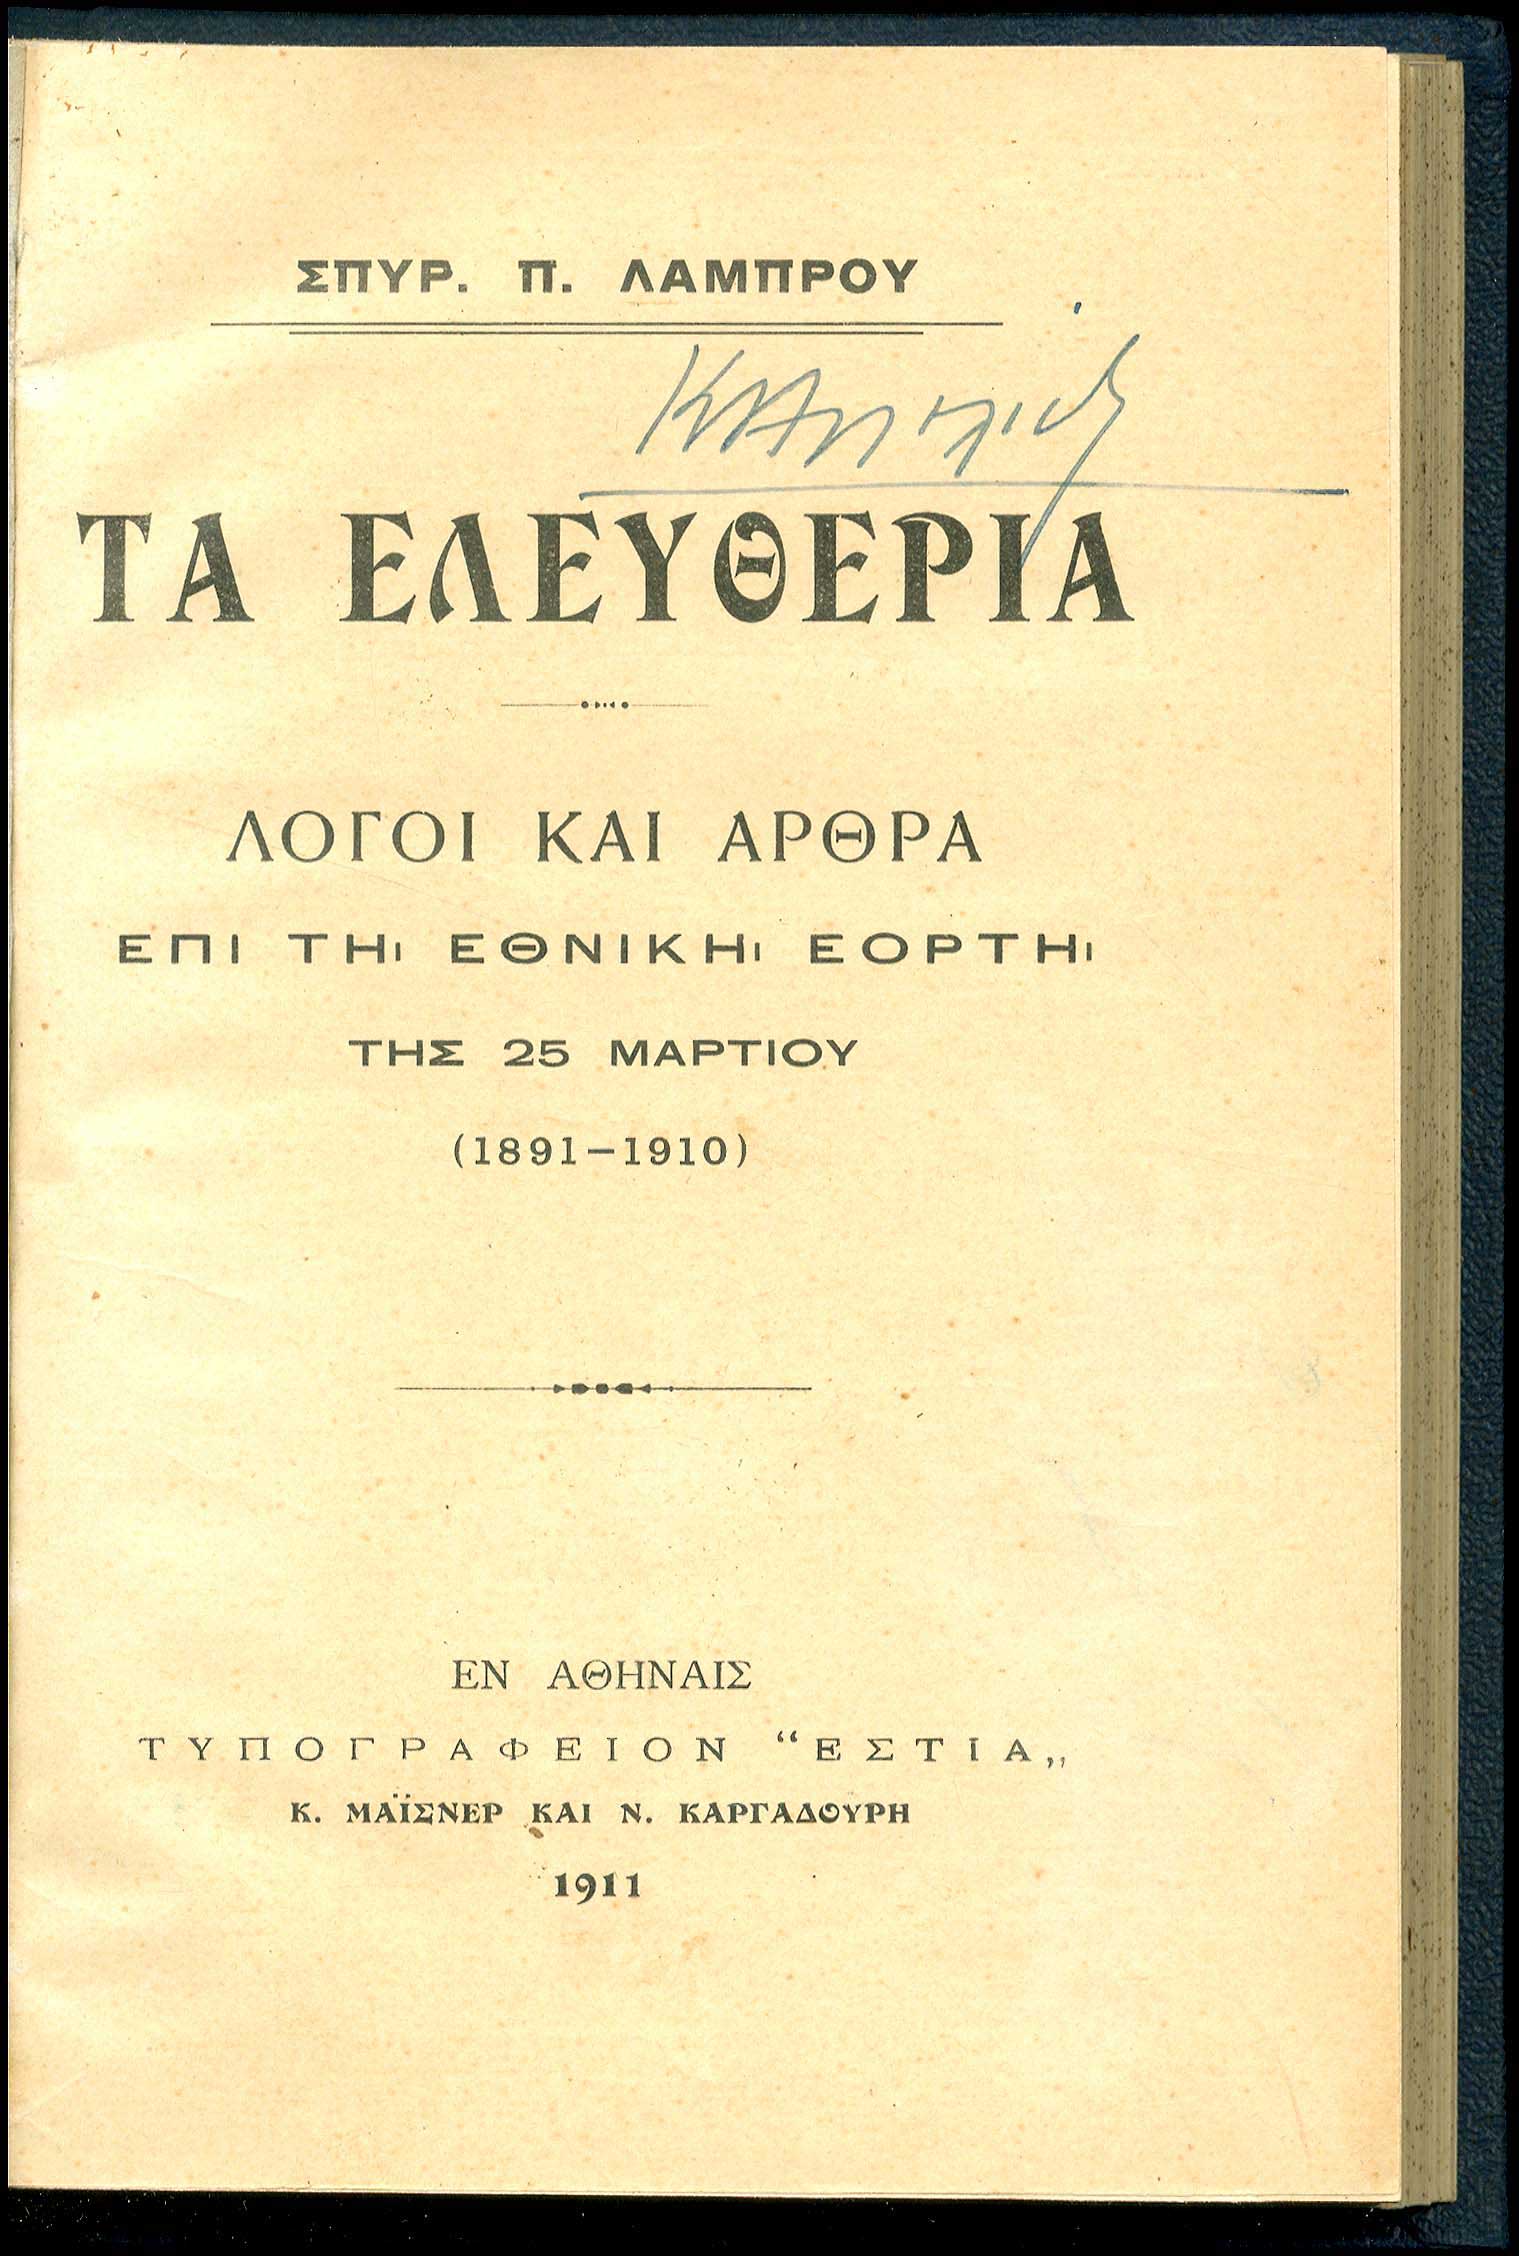 ΣΠΥΡ. Π. ΛΑΜΠΡΟΥ
ΤΑ ΕΛΕΥΘΕΡΙΑ
ΛΟΓΟΙ ΚΑΙ ΑΡΘΡΑ
ΕΠΙ ΤΗι ΕΘΝΙΚΗι ΕΟΡΤΗι
ΤΗΣ 25 ΜΑΡΤΙΟΥ
(1891–1910)
ΕΝ ΑΘΗΝΑΙΣ
ΤΥΠΟΓΡΑΦΕΙΟΝ “ΕΣΤΙΑ„
Κ. ΜΑΪΣΝΕΡ ΚΑΙ Ν. ΚΑΡΓΑΔΟΥΡΗ
1911